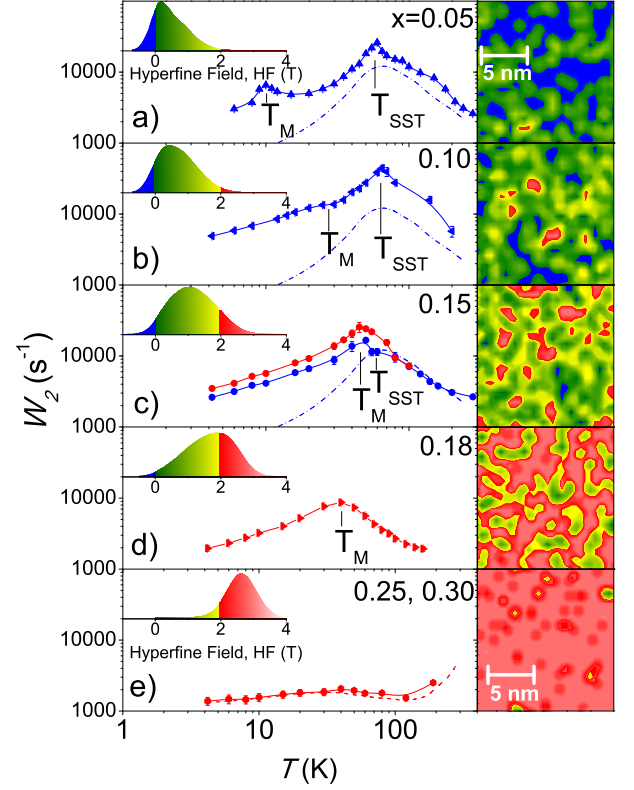 x=0.05
0 2 4
Hyperfine Field, HF (T)
10000
5 nm
T_M
T_SST
a)
1000
0.10
0 2 4
10000
T_M
T_SST
b)
1000
0.15
0 2 4
10000
T_M
T_SST
c)
1000
0.18
0 2 4
10000
T_M
d)
1000
0.25, 0.30
0 2 4
10000
Hyperfine Field, HF (T)
5 nm
e)
1000
1 10 100
T (K)
W₂ (s⁻¹)